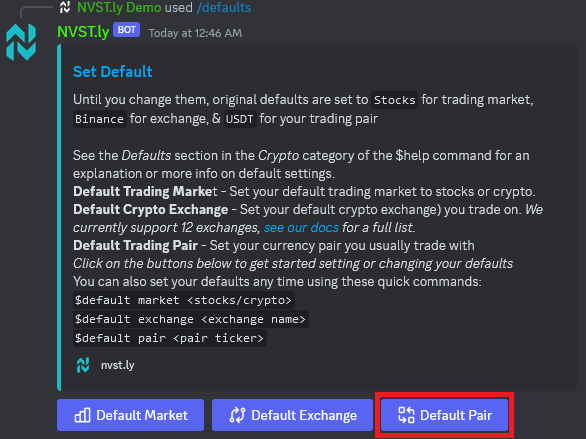 NVST.ly Demo used /defaults
NVST.ly BOT Today at 12:46 AM
Set Default
Until you change them, original defaults are set to Stocks for trading market,
Binance for exchange, & USDT for your trading pair
See the Defaults section in the Crypto category of the $help command for an
explanation or more info on default settings.
Default Trading Market - Set your default trading market to stocks or crypto.
Default Crypto Exchange - Set your default crypto exchange) you trade on. We
currently support 12 exchanges, see our docs for a full list.
Default Trading Pair - Set your currency pair you usually trade with
Click on the buttons below to get started setting or changing your defaults
You can also set your defaults any time using these quick commands:
$default market <stocks/crypto>
$default exchange <exchange name>
$default pair <pair ticker>
nvst.ly
Default Market Default Exchange Default Pair